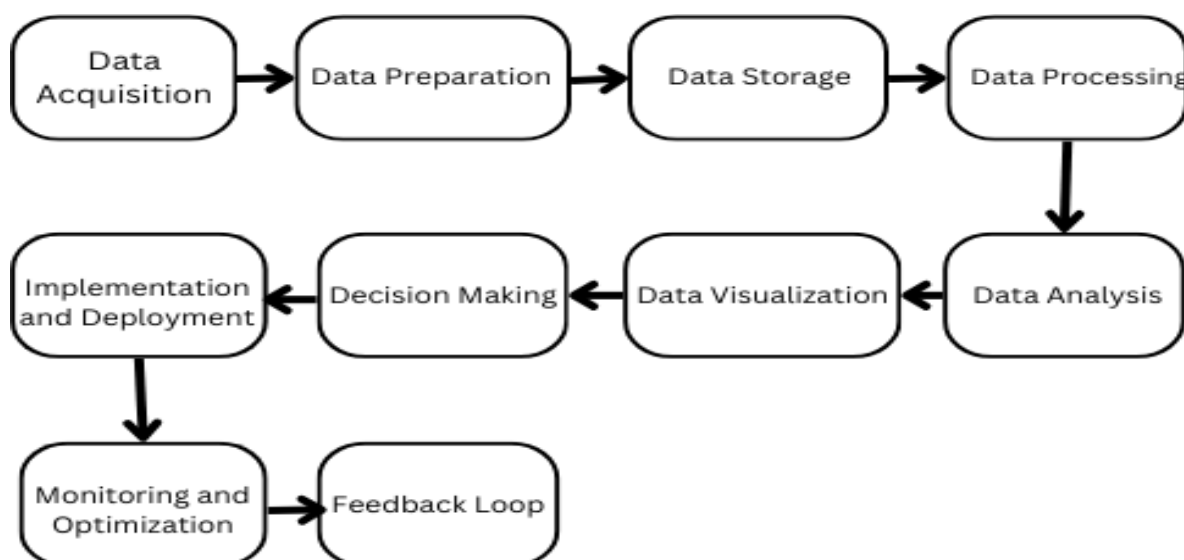 Data
Acquisition
Data Preparation
Data Storage
Data Processing
Implementation
and Deployment
Decision Making
Data Visualization
Data Analysis
Monitoring and
Optimization
Feedback Loop